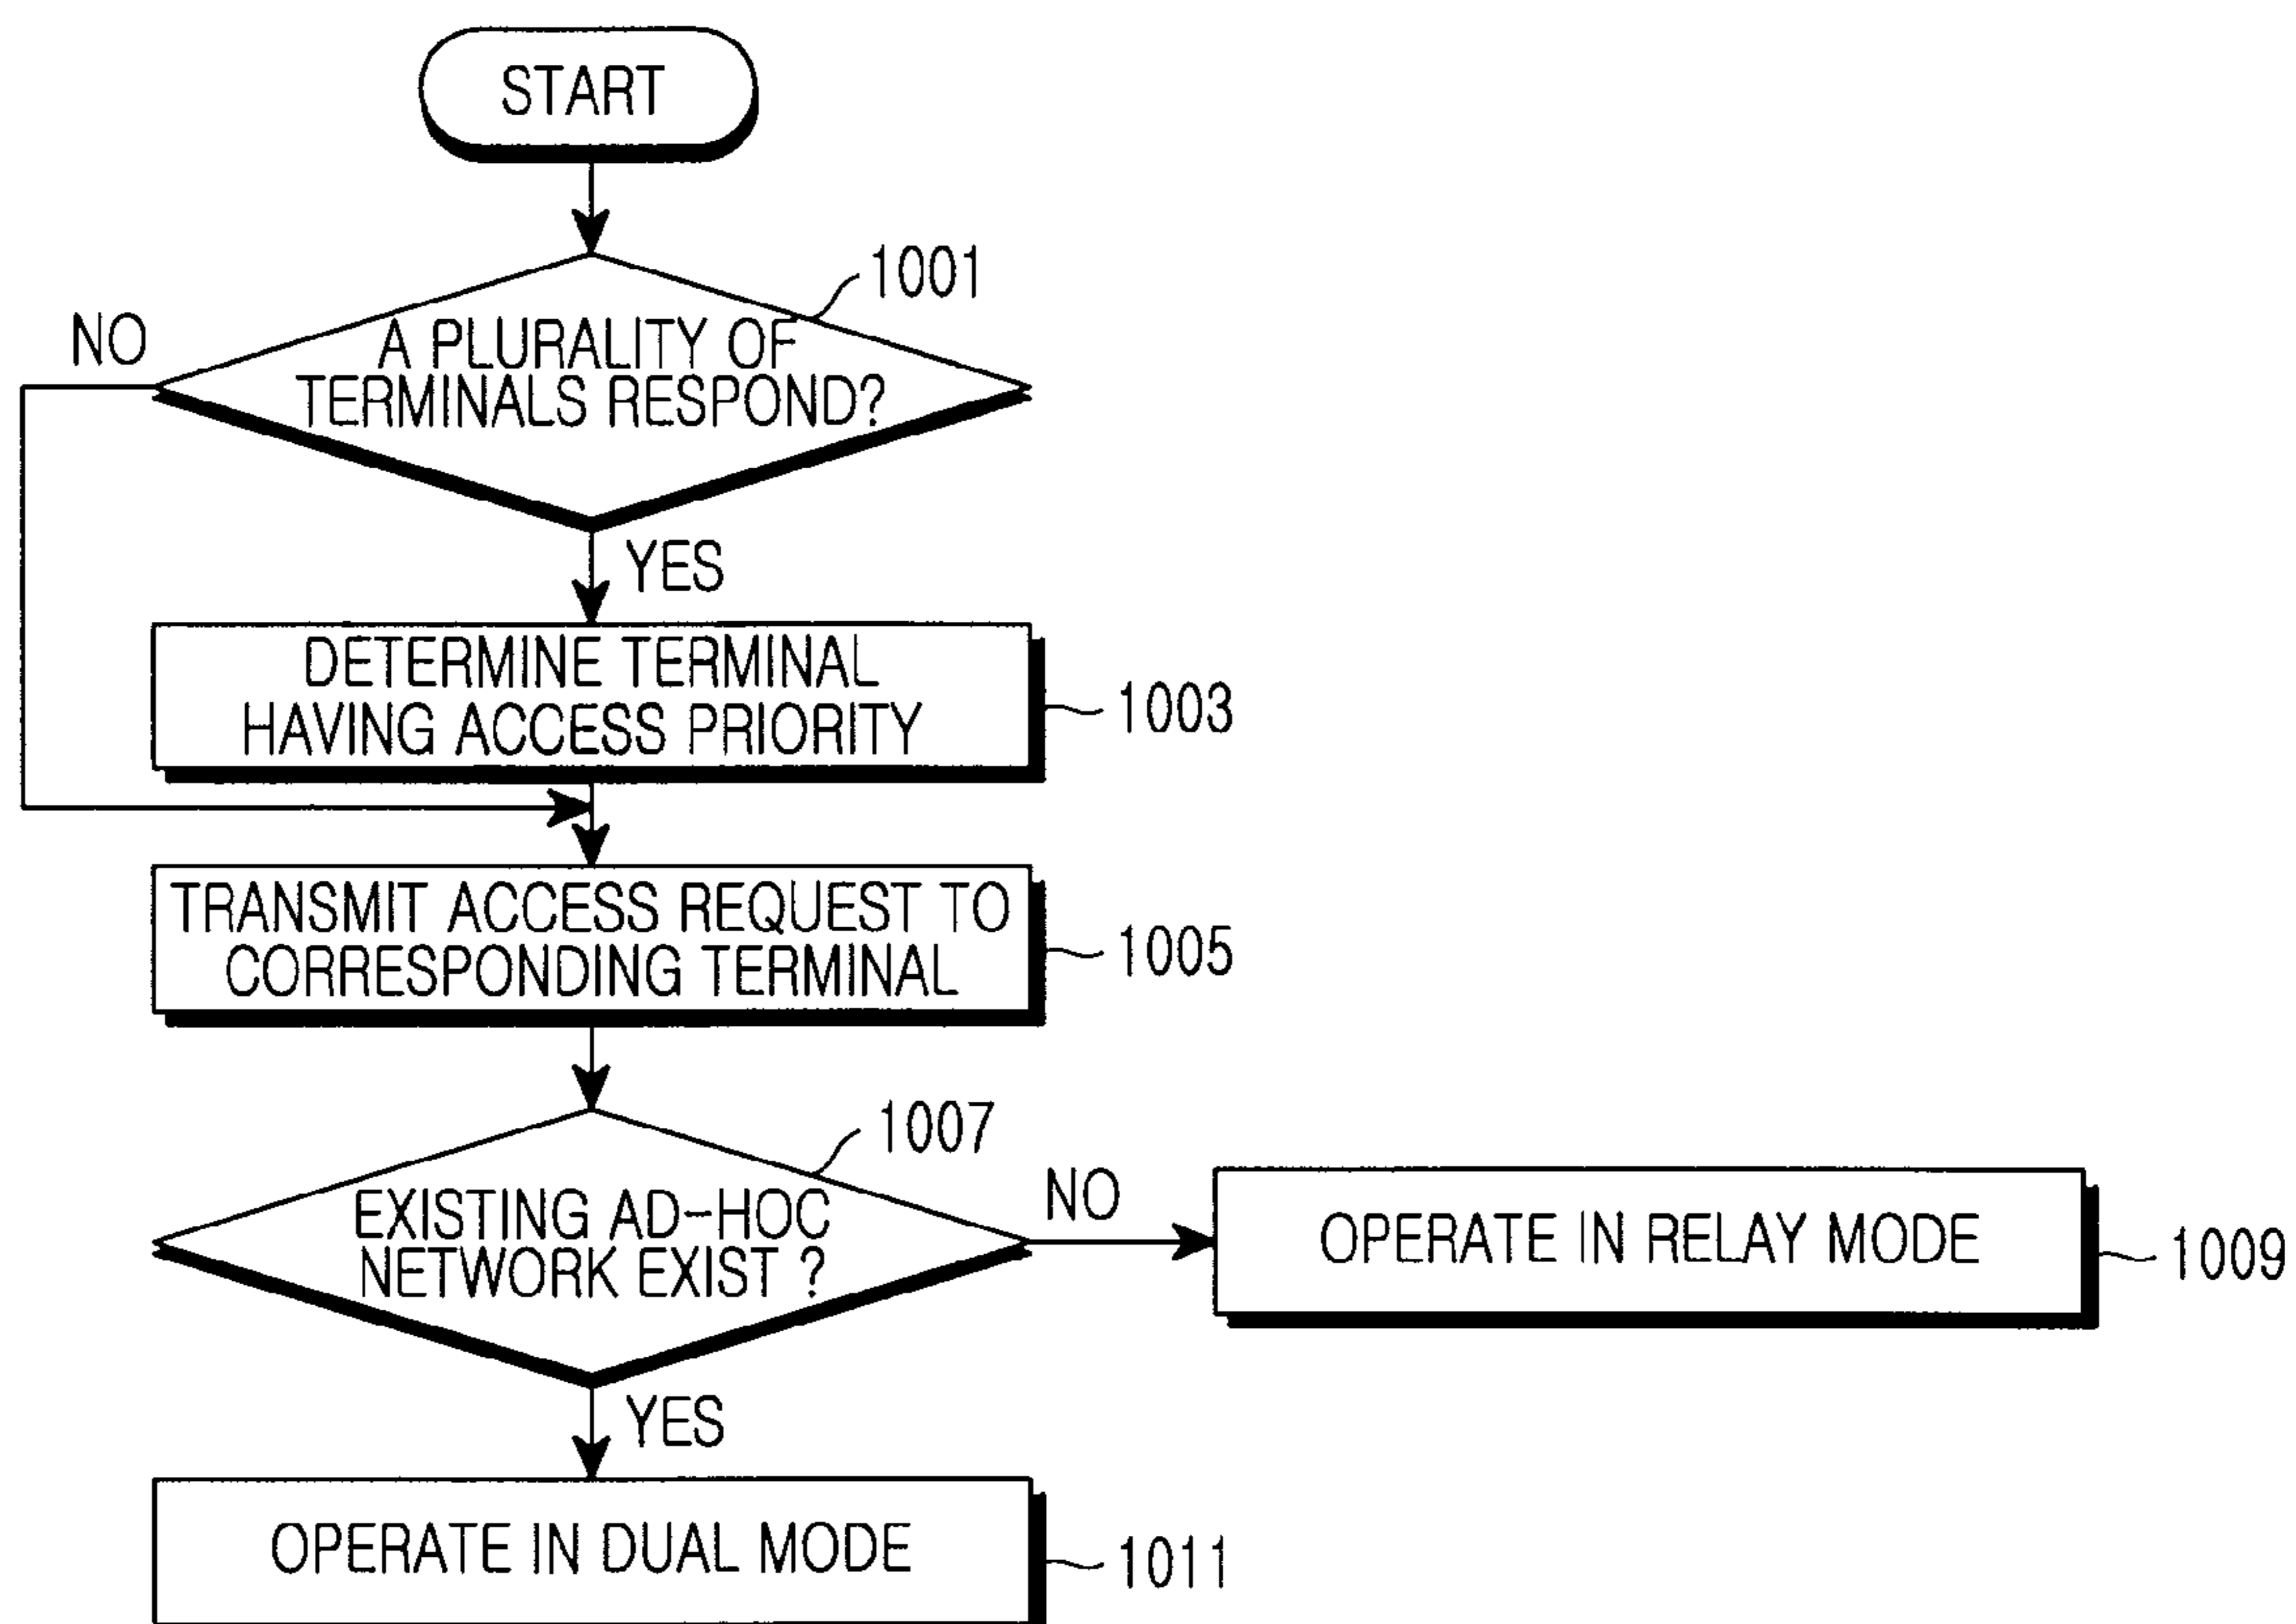 START
1001
NO
A PLURALITY OF
TERMINALS RESPOND?
YES
DETERMINE TERMINAL
HAVING ACCESS PRIORITY
1003
TRANSMIT ACCESS REQUEST TO
CORRESPONDING TERMINAL
1005
1007
EXISTING AD-HOC
NETWORK EXIST ?
NO
OPERATE IN RELAY MODE
1009
YES
OPERATE IN DUAL MODE
1011